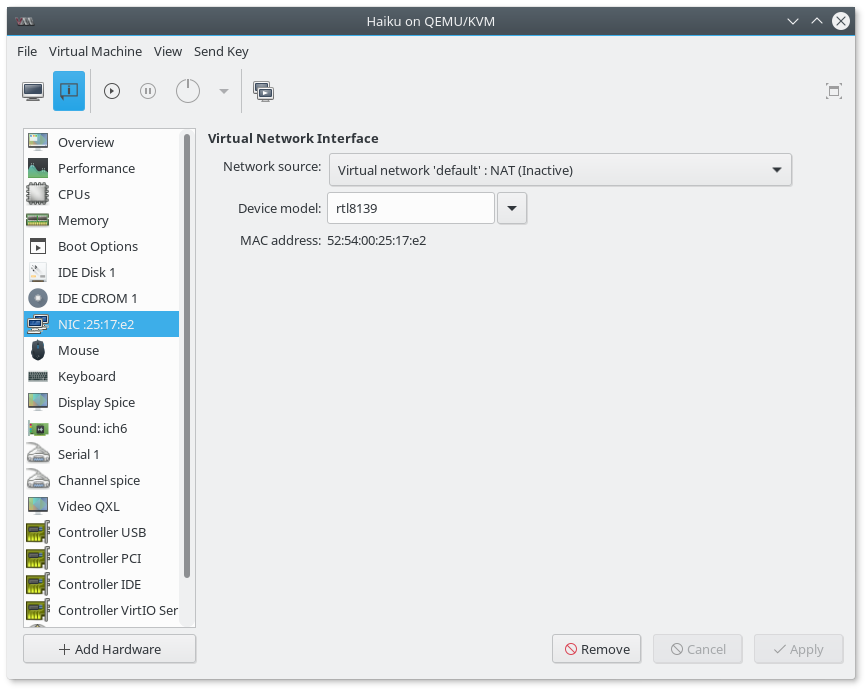 Haiku on QEMU/KVM
File Virtual Machine View Send Key
Overview
Performance
CPUs
Memory
Boot Options
IDE Disk 1
IDE CDROM 1
NIC :25:17:e2
Mouse
Keyboard
Display Spice
Sound: ich6
Serial 1
Channel spice
Video QXL
Controller USB
Controller PCI
Controller IDE
Controller VirtIO Ser
Add Hardware
Virtual Network Interface
Network source: Virtual network 'default' : NAT (Inactive)
Device model: rtl8139
MAC address: 52:54:00:25:17:e2
Remove Cancel Apply